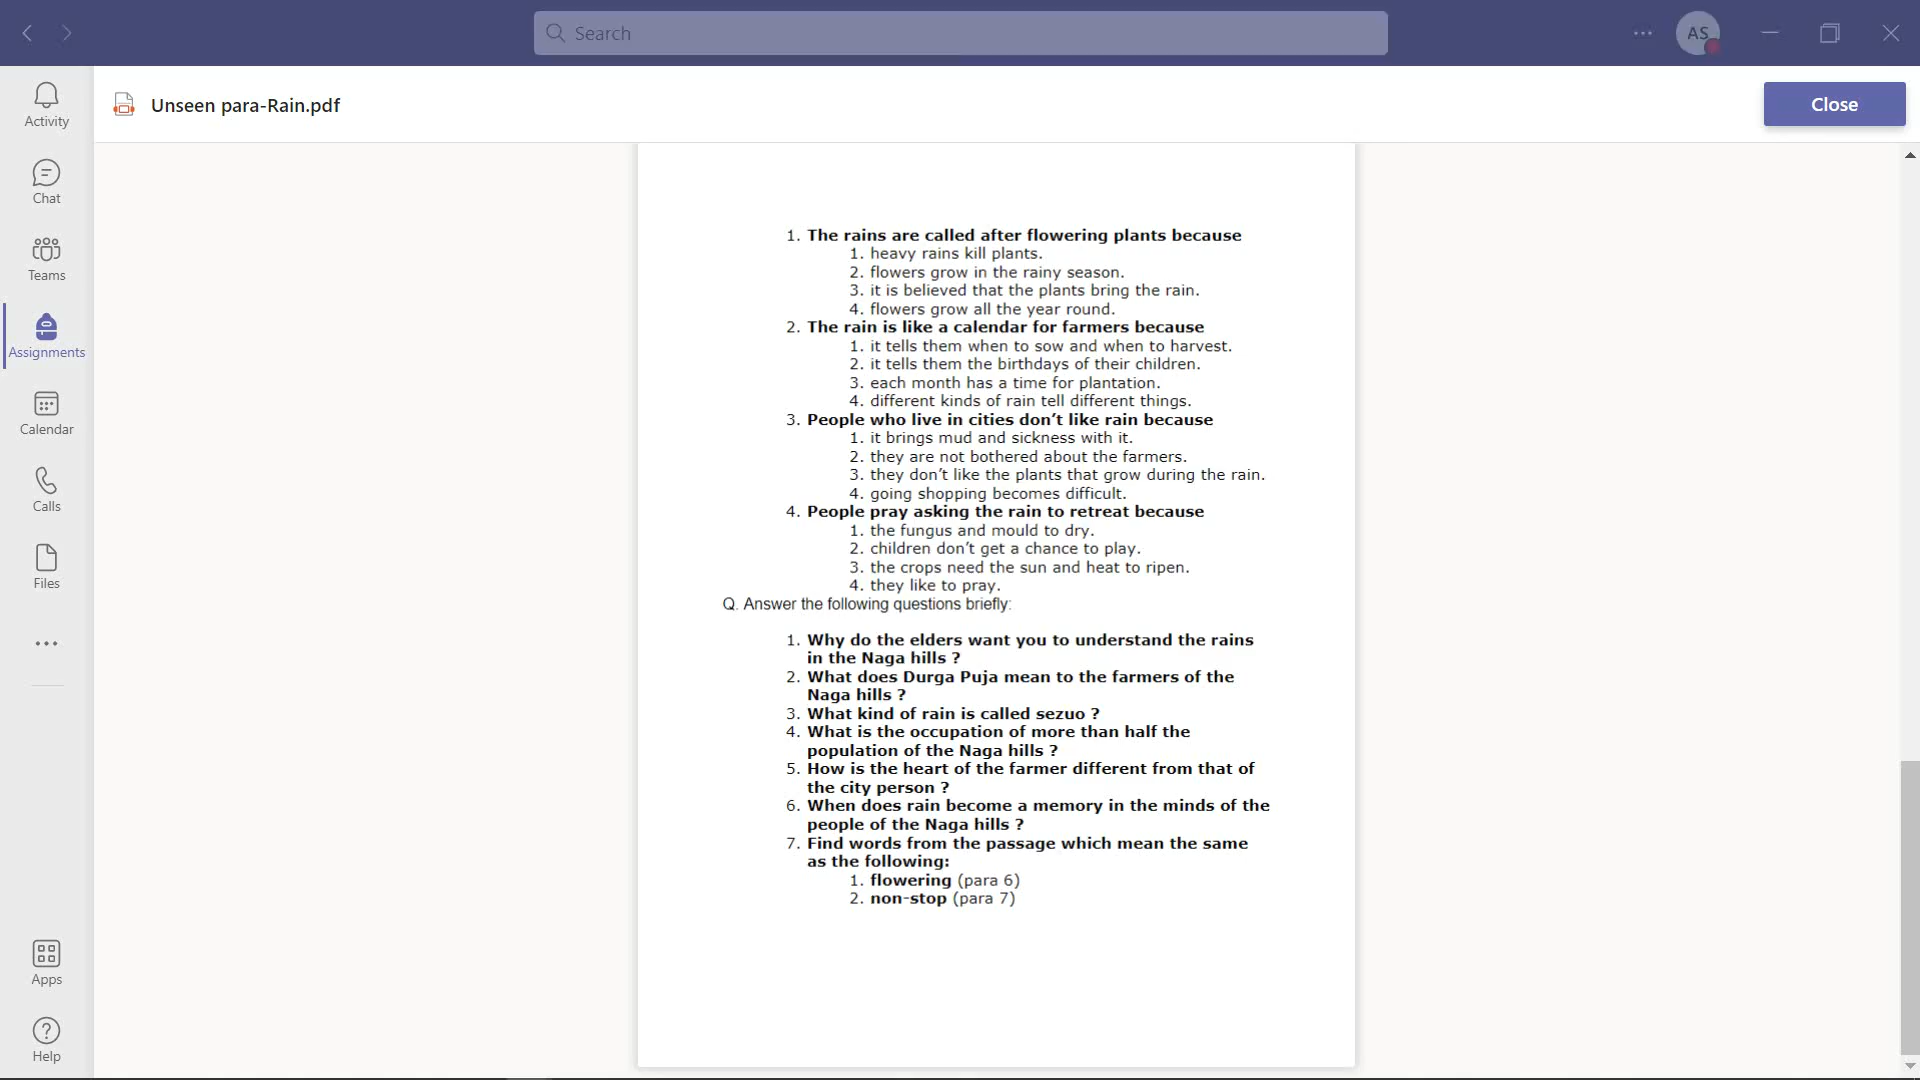 Search
AS
Activity
Chat
Teams
Assignments
Calendar
Calls
Files
Apps
Help
Unseen para-Rain.pdf
Close
1. The rains are called after flowering plants because
1. heavy rains kill plants.
2. flowers grow in the rainy season.
3. it is believed that the plants bring the rain.
4. flowers grow all the year round.
2. The rain is like a calendar for farmers because
1. it tells them when to sow and when to harvest.
2. it tells them the birthdays of their children.
3. each month has a time for plantation.
4. different kinds of rain tell different things.
3. People who live in cities don’t like rain because
1. it brings mud and sickness with it.
2. they are not bothered about the farmers.
3. they don’t like the plants that grow during the rain.
4. going shopping becomes difficult.
4. People pray asking the rain to retreat because
1. the fungus and mould to dry.
2. children don’t get a chance to play.
3. the crops need the sun and heat to ripen.
4. they like to pray.
Q. Answer the following questions briefly:
1. Why do the elders want you to understand the rains
in the Naga hills ?
2. What does Durga Puja mean to the farmers of the
Naga hills ?
3. What kind of rain is called sezuo ?
4. What is the occupation of more than half the
population of the Naga hills ?
5. How is the heart of the farmer different from that of
the city person ?
6. When does rain become a memory in the minds of the
people of the Naga hills ?
7. Find words from the passage which mean the same
as the following:
1. flowering (para 6)
2. non-stop (para 7)